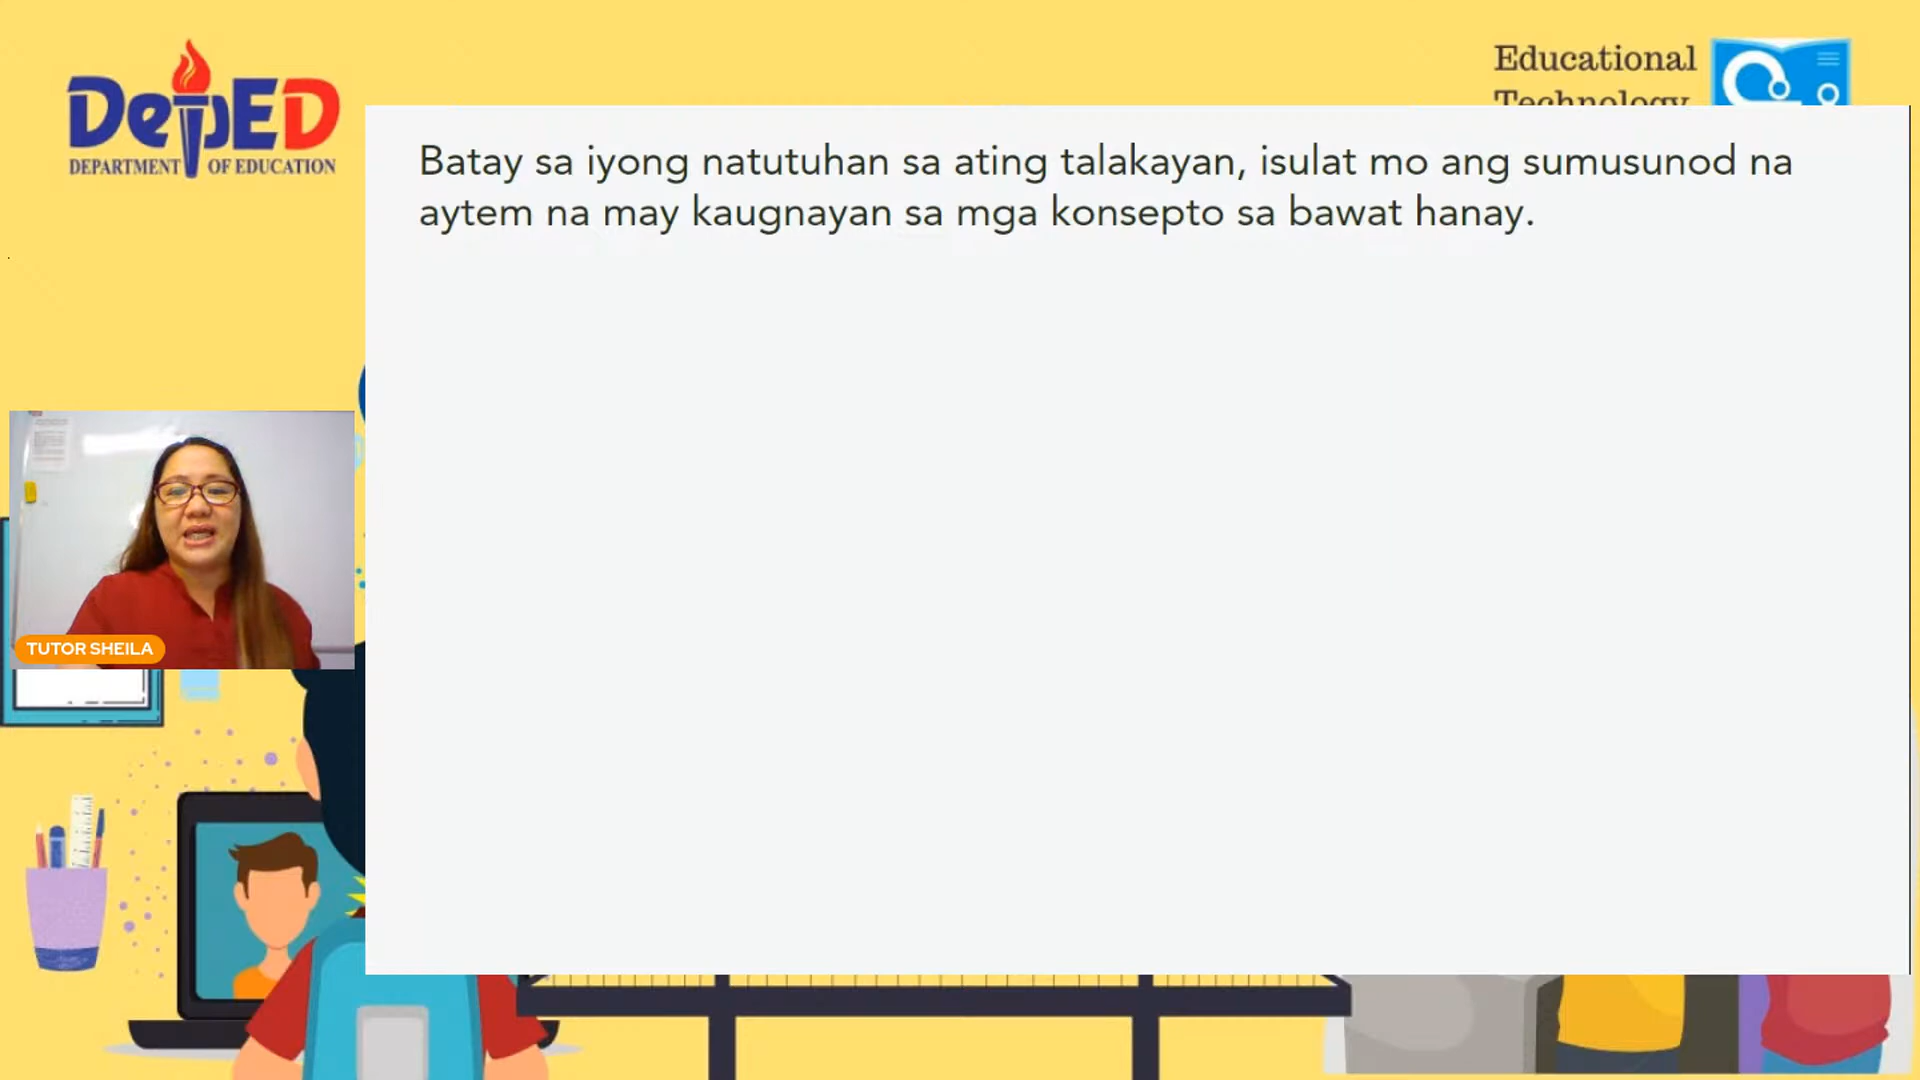 DepED
DEPARTMENT OF EDUCATION
Educational
Technology
Batay sa iyong natutuhan sa ating talakayan, isulat mo ang sumusunod na
aytem na may kaugnayan sa mga konsepto sa bawat hanay.
TUTOR SHEILA